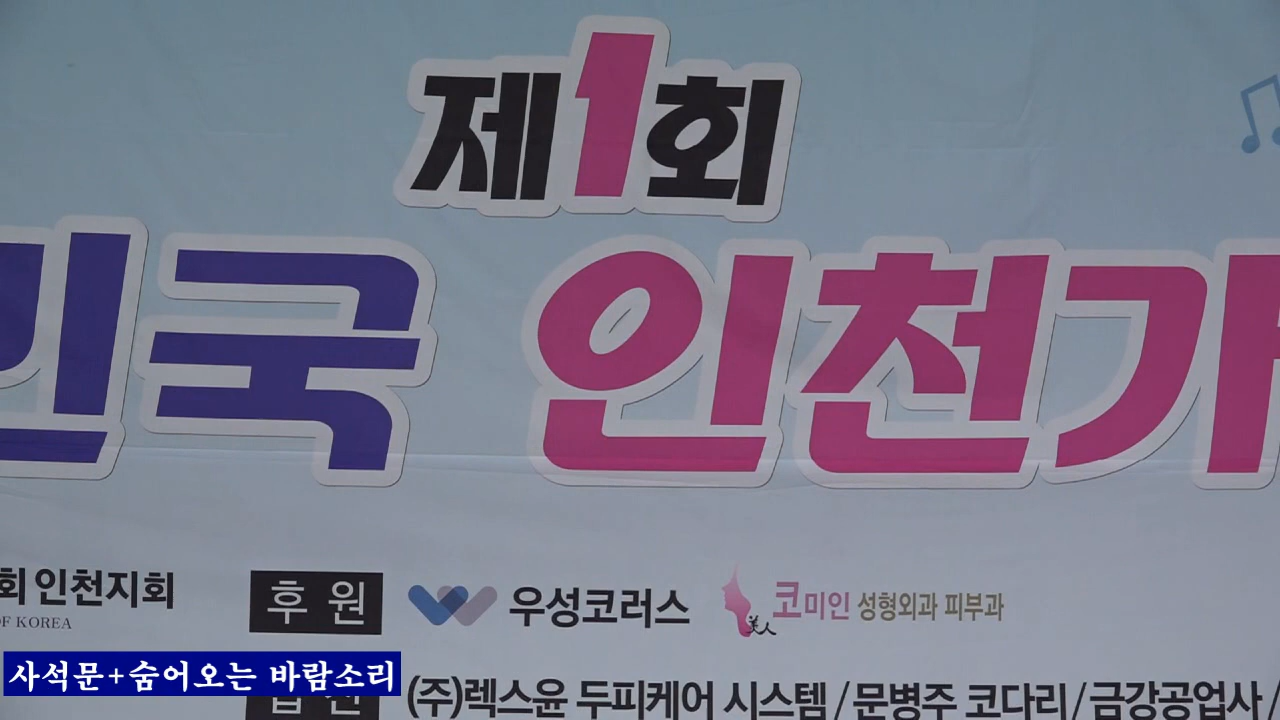 제1회
민국 인천가
회 인천지회 후원 우성코러스 美人 코미인 성형외과 피부과
OF KOREA
사석문+숨어오는 바람소리
(주)렉스윤 두피케어 시스템/문병주 코다리/금강공업사/